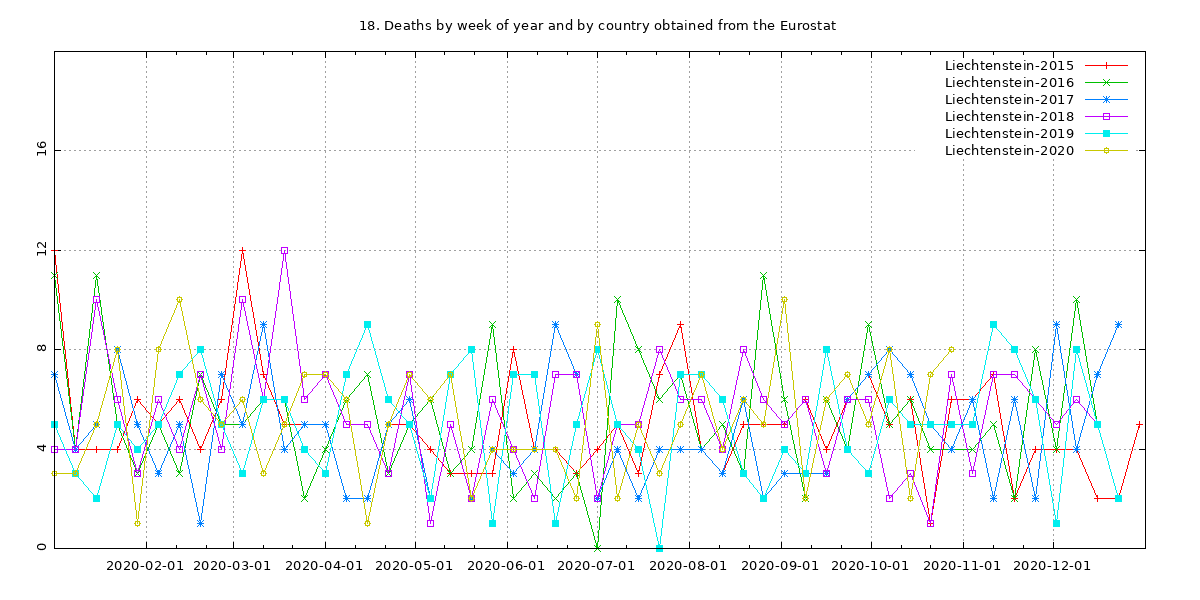 18. Deaths by week of year and by country obtained from the Eurostat
Liechtenstein-2015
Liechtenstein-2016
Liechtenstein-2017
Liechtenstein-2018
Liechtenstein-2019
Liechtenstein-2020
16
12
8
4
0
2020-02-01 2020-03-01 2020-04-01 2020-05-01 2020-06-01 2020-07-01 2020-08-01 2020-09-01 2020-10-01 2020-11-01 2020-12-01